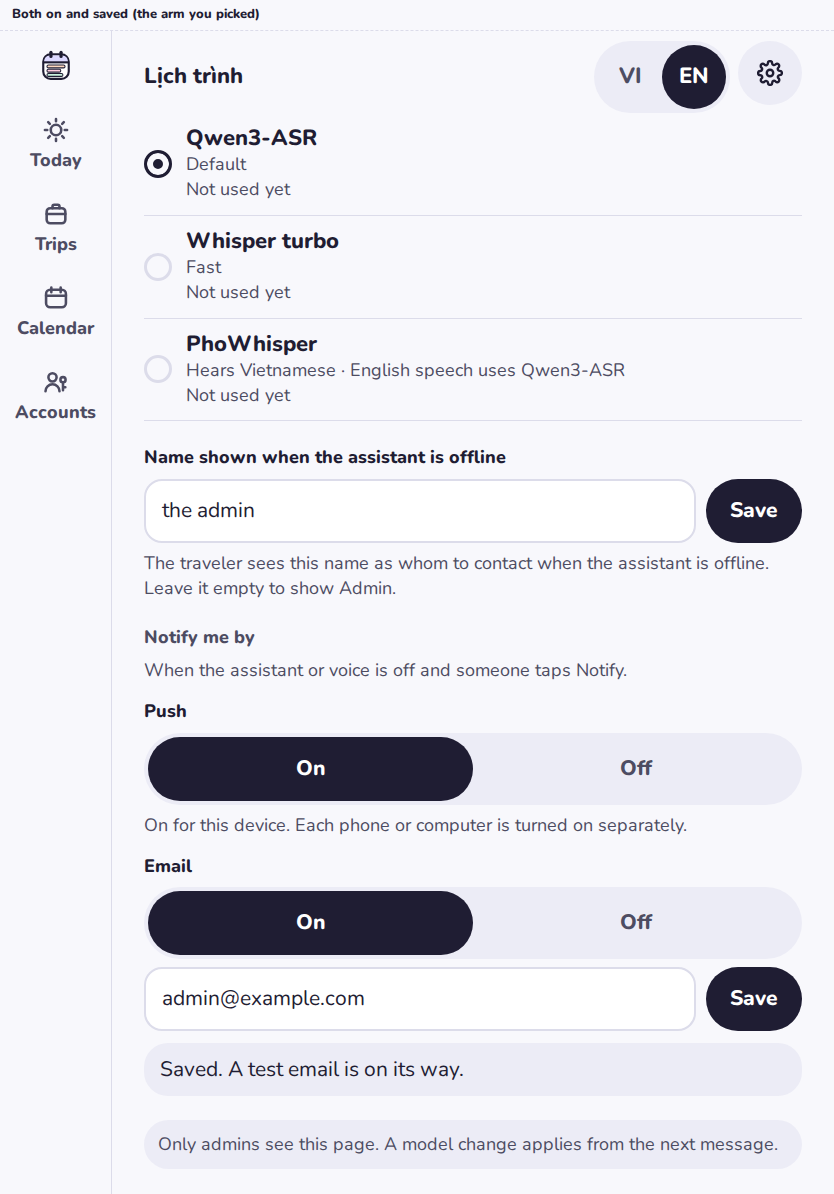 Both on and saved (the arm you picked)
Lịch trình
VI
EN
Today
Trips
Calendar
Accounts
Qwen3-ASR
Default
Not used yet
Whisper turbo
Fast
Not used yet
PhoWhisper
Hears Vietnamese · English speech uses Qwen3-ASR
Not used yet
Name shown when the assistant is offline
the admin
Save
The traveler sees this name as whom to contact when the assistant is offline.
Leave it empty to show Admin.
Notify me by
When the assistant or voice is off and someone taps Notify.
Push
On
Off
On for this device. Each phone or computer is turned on separately.
Email
On
Off
admin@example.com
Save
Saved. A test email is on its way.
Only admins see this page. A model change applies from the next message.